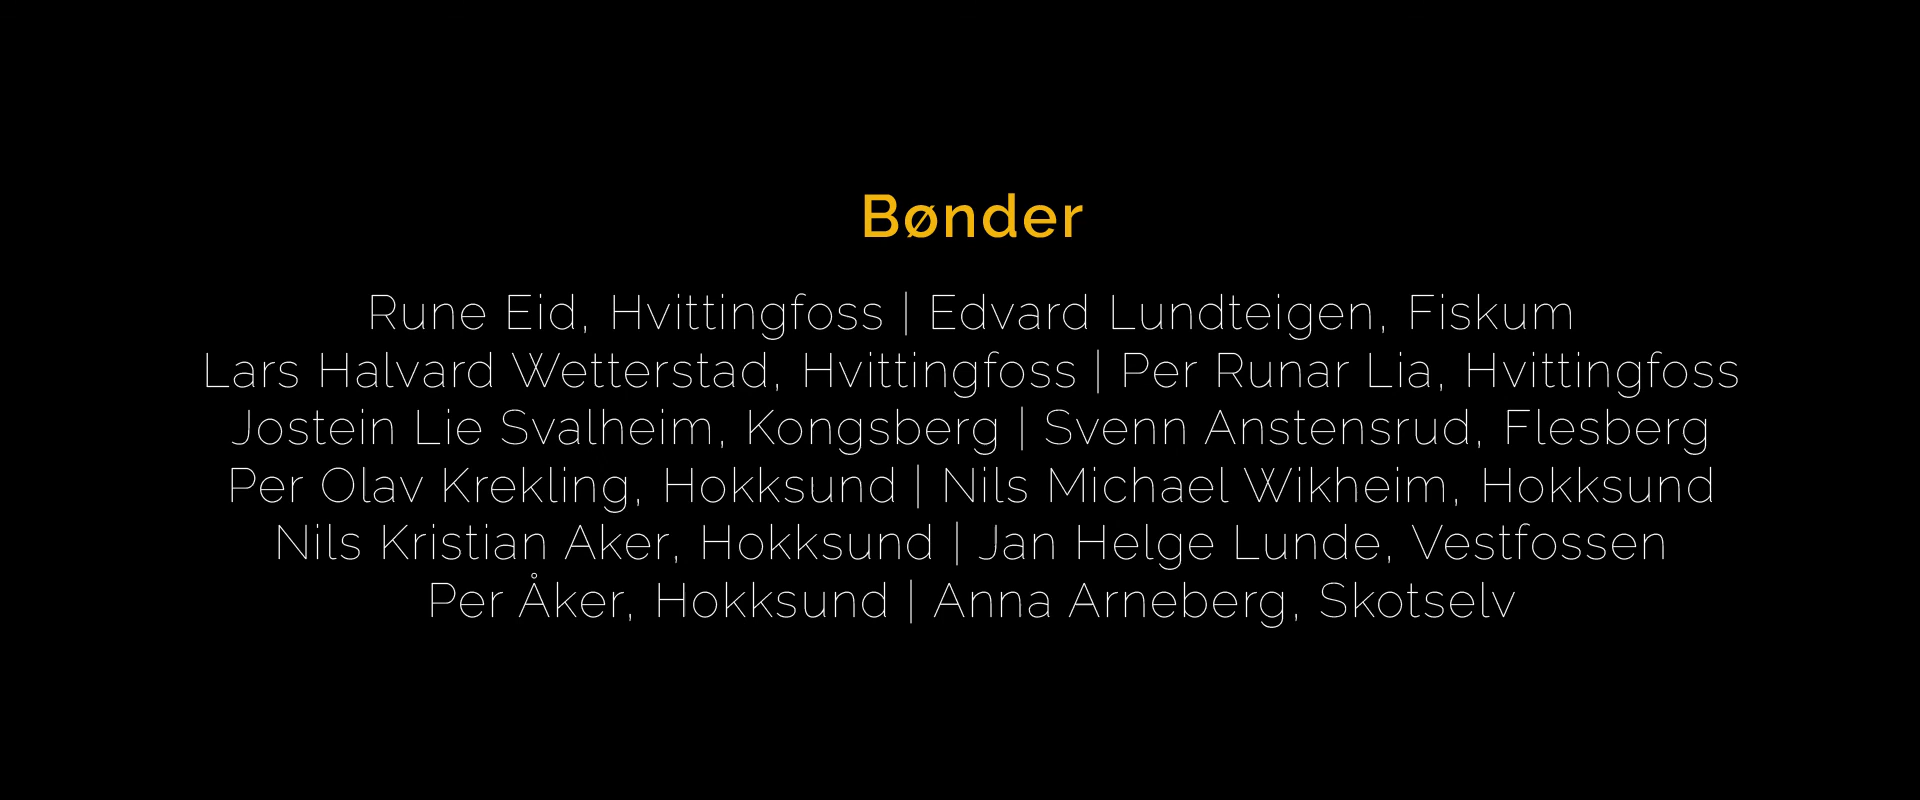 Bønder
Rune Eid, Hvittingfoss | Edvard Lundteigen, Fiskum
Lars Halvard Wetterstad, Hvittingfoss | Per Runar Lia, Hvittingfoss
Jostein Lie Svalheim, Kongsberg | Svenn Anstensrud, Flesberg
Per Olav Krekling, Hokksund | Nils Michael Wikheim, Hokksund
Nils Kristian Aker, Hokksund | Jan Helge Lunde, Vestfossen
Per Åker, Hokksund | Anna Arneberg, Skotselv